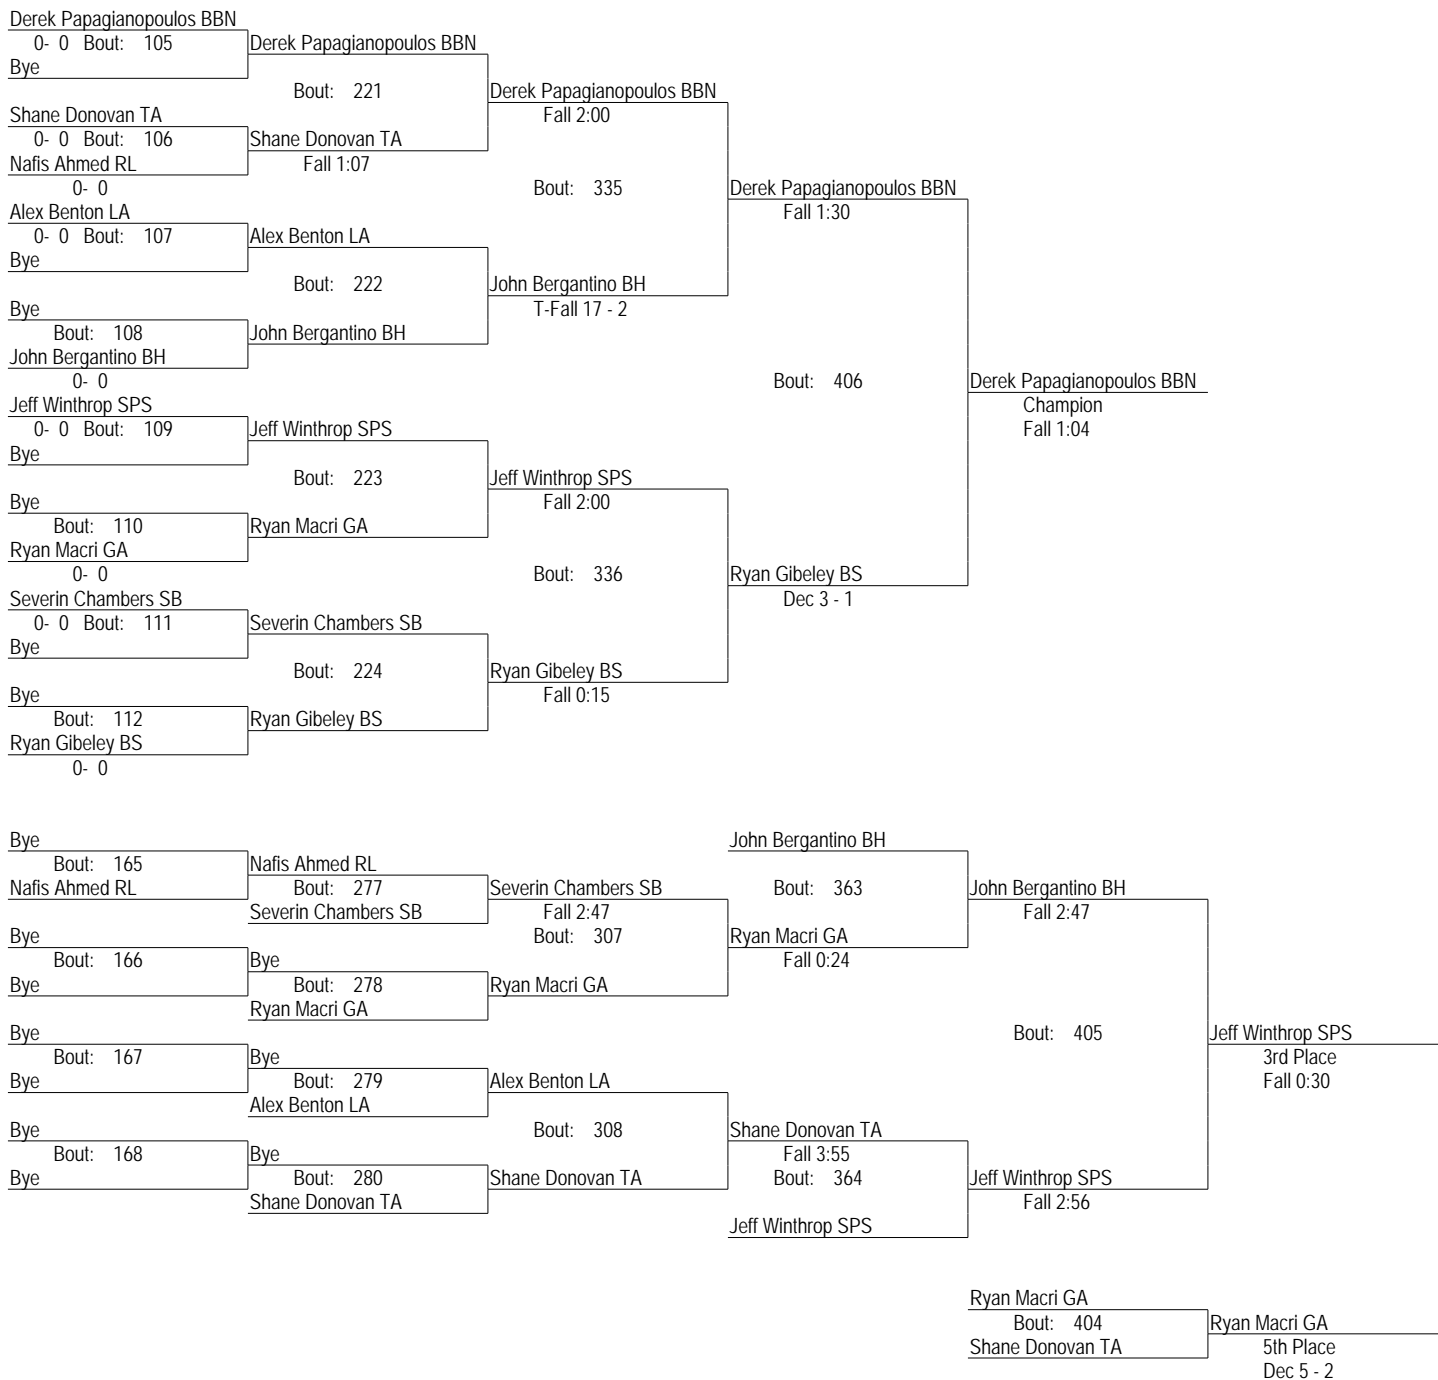 Derek Papagianopoulos BBN
0- 0 Bout: 105
Derek Papagianopoulos BBN
Bye
Bout: 221
Derek Papagianopoulos BBN
Shane Donovan TA
Fall 2:00
0- 0 Bout: 106
Shane Donovan TA
Nafis Ahmed RL
Fall 1:07
0- 0
Bout: 335
Derek Papagianopoulos BBN
Alex Benton LA
Fall 1:30
0- 0 Bout: 107
Alex Benton LA
Bye
Bout: 222
John Bergantino BH
Bye
T-Fall 17 - 2
Bout: 108
John Bergantino BH
John Bergantino BH
0- 0
Bout: 406
Derek Papagianopoulos BBN
Jeff Winthrop SPS
Champion
0- 0 Bout: 109
Jeff Winthrop SPS
Fall 1:04
Bye
Bout: 223
Jeff Winthrop SPS
Bye
Fall 2:00
Bout: 110
Ryan Macri GA
Ryan Macri GA
0- 0
Bout: 336
Ryan Gibeley BS
Severin Chambers SB
Dec 3 - 1
0- 0 Bout: 111
Severin Chambers SB
Bye
Bout: 224
Ryan Gibeley BS
Bye
Fall 0:15
Bout: 112
Ryan Gibeley BS
Ryan Gibeley BS
0- 0
Bye
John Bergantino BH
Bout: 165
Nafis Ahmed RL
Nafis Ahmed RL
Bout: 277
Severin Chambers SB
Bout: 363
John Bergantino BH
Severin Chambers SB
Fall 2:47
Fall 2:47
Bye
Bout: 307
Ryan Macri GA
Bout: 166
Bye
Fall 0:24
Bye
Bout: 278
Ryan Macri GA
Ryan Macri GA
Bye
Bout: 405
Jeff Winthrop SPS
Bout: 167
Bye
3rd Place
Bye
Bout: 279
Alex Benton LA
Fall 0:30
Alex Benton LA
Bye
Bout: 308
Shane Donovan TA
Bout: 168
Bye
Fall 3:55
Bye
Bout: 280
Shane Donovan TA
Bout: 364
Jeff Winthrop SPS
Shane Donovan TA
Fall 2:56
Jeff Winthrop SPS
Ryan Macri GA
Bout: 404
Ryan Macri GA
Shane Donovan TA
5th Place
Dec 5 - 2